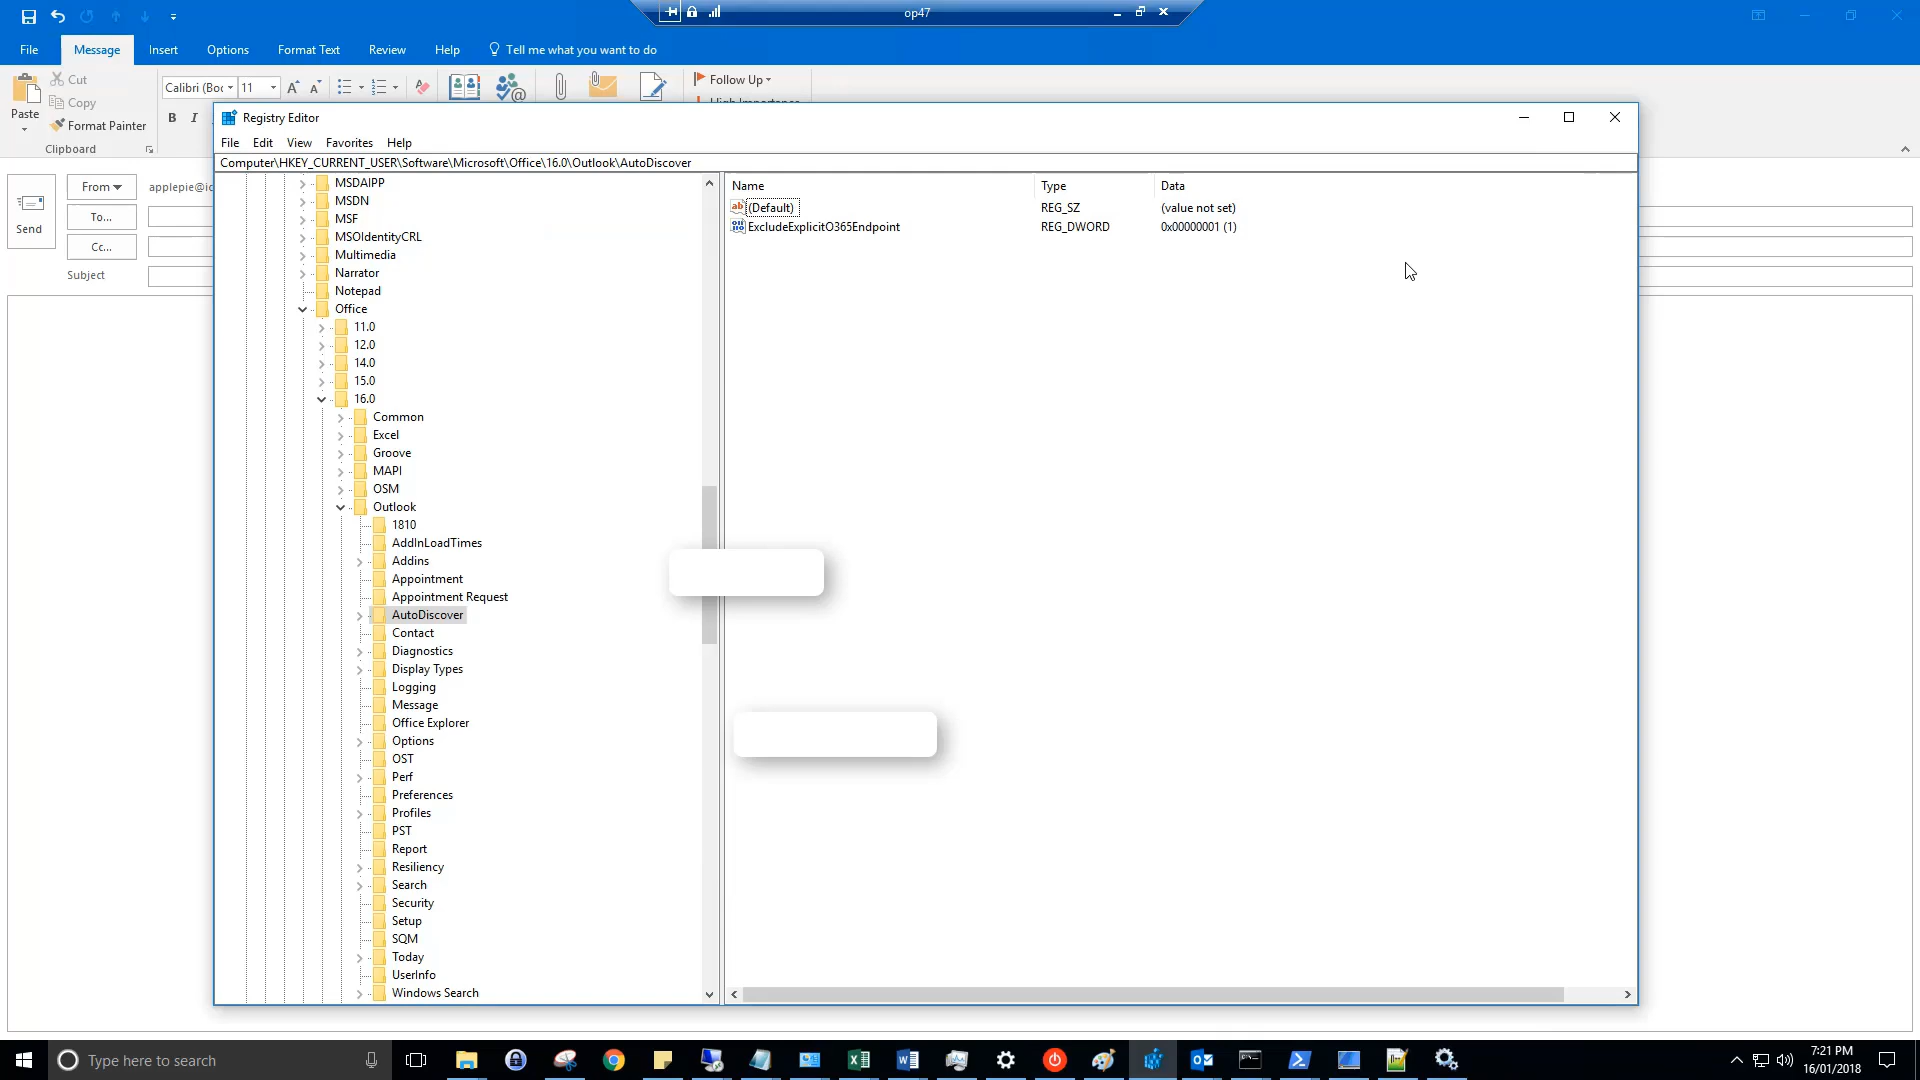 op47
File Message Insert Options Format Text Review Help Tell me what you want to do
Cut
Copy
Format Painter
Paste
Clipboard
Calibri (Boc 11
B I
Follow Up
High Importance
Registry Editor
File Edit View Favorites Help
Computer\HKEY_CURRENT_USER\Software\Microsoft\Office\16.0\Outlook\AutoDiscover
From
To...
Cc...
Subject
Send
applepie@ic
MSDAIPP
MSDN
MSF
MSOIdentityCRL
Multimedia
Narrator
Notepad
Office
11.0
12.0
14.0
15.0
16.0
Common
Excel
Groove
MAPI
OSM
Outlook
1810
AddInLoadTimes
Addins
Appointment
Appointment Request
AutoDiscover
Contact
Diagnostics
Display Types
Logging
Message
Office Explorer
Options
OST
Perf
Preferences
Profiles
PST
Report
Resiliency
Search
Security
Setup
SQM
Today
UserInfo
Windows Search
Name Type Data
(Default) REG_SZ (value not set)
ExcludeExplicitO365Endpoint REG_DWORD 0x00000001 (1)
Type here to search
7:21 PM
16/01/2018